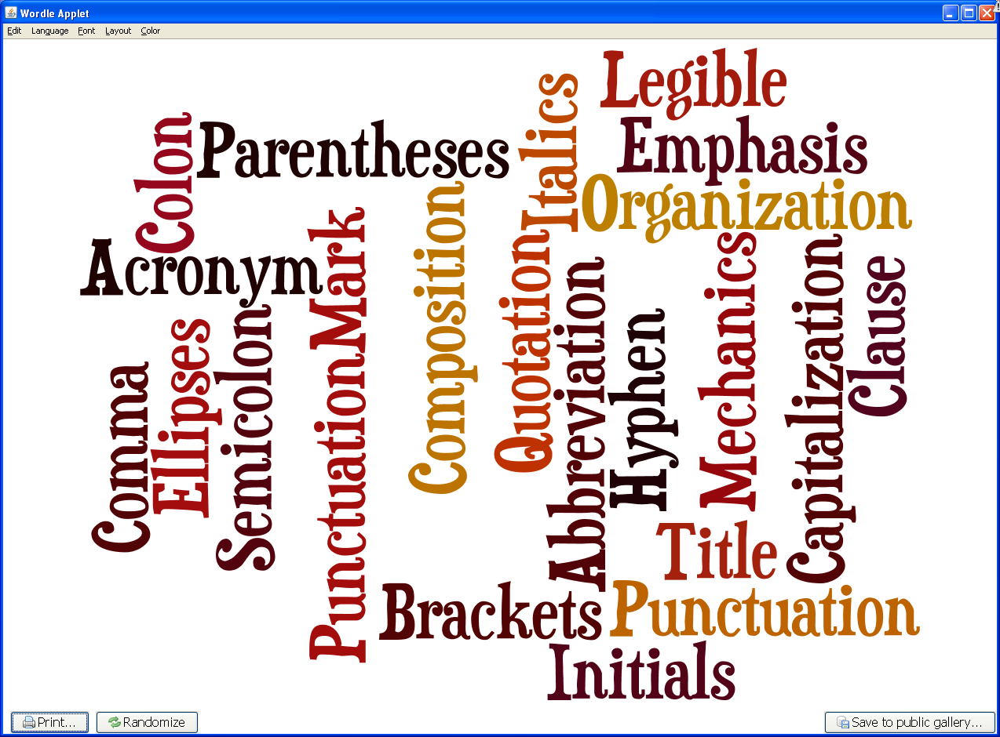 Wordle Applet
Edit Language Font Layout Color
Legible
Italics
Colon
Parentheses
Emphasis
Organization
Composition
PunctuationMark
Quotation
Mechanics
Capitalization
Acronym
Clause
Abbreviation
Semicolon
Hyphen
Ellipses
Comma
Title
Brackets
Punctuation
Initials
Print...
Randomize
Save to public gallery...